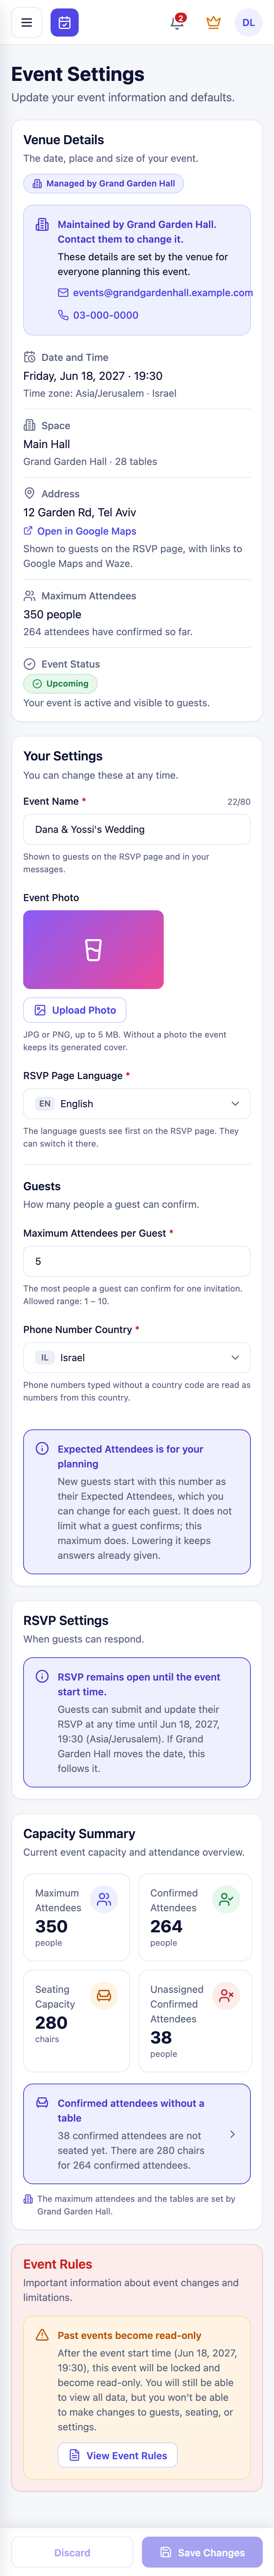 2
DL
Event Settings
Update your event information and defaults.
Venue Details
The date, place and size of your event.
Managed by Grand Garden Hall
Maintained by Grand Garden Hall.
Contact them to change it.
These details are set by the venue for
everyone planning this event.
events@grandgardenhall.example.com
03-000-0000
Date and Time
Friday, Jun 18, 2027 · 19:30
Time zone: Asia/Jerusalem · Israel
Space
Main Hall
Grand Garden Hall · 28 tables
Address
12 Garden Rd, Tel Aviv
Open in Google Maps
Shown to guests on the RSVP page, with links to
Google Maps and Waze.
Maximum Attendees
350 people
264 attendees have confirmed so far.
Event Status
Upcoming
Your event is active and visible to guests.
Your Settings
You can change these at any time.
Event Name *
22/80
Dana & Yossi's Wedding
Shown to guests on the RSVP page and in your
messages.
Event Photo
Upload Photo
JPG or PNG, up to 5 MB. Without a photo the event
keeps its generated cover.
RSVP Page Language *
EN English
The language guests see first on the RSVP page. They
can switch it there.
Guests
How many people a guest can confirm.
Maximum Attendees per Guest *
5
The most people a guest can confirm for one invitation.
Allowed range: 1 – 10.
Phone Number Country *
IL Israel
Phone numbers typed without a country code are read as
numbers from this country.
Expected Attendees is for your
planning
New guests start with this number as
their Expected Attendees, which you
can change for each guest. It does not
limit what a guest confirms; this
maximum does. Lowering it keeps
answers already given.
RSVP Settings
When guests can respond.
RSVP remains open until the event
start time.
Guests can submit and update their
RSVP at any time until Jun 18, 2027,
19:30 (Asia/Jerusalem). If Grand
Garden Hall moves the date, this
follows it.
Capacity Summary
Current event capacity and attendance overview.
Maximum
Attendees
350
people
Confirmed
Attendees
264
people
Seating
Capacity
280
chairs
Unassigned
Confirmed
Attendees
38
people
Confirmed attendees without a
table
38 confirmed attendees are not
seated yet. There are 280 chairs
for 264 confirmed attendees.
The maximum attendees and the tables are set by
Grand Garden Hall.
Event Rules
Important information about event changes and
limitations.
Past events become read-only
After the event start time (Jun 18, 2027,
19:30), this event will be locked and
become read-only. You will still be able
to view all data, but you won't be able
to make changes to guests, seating, or
settings.
View Event Rules
Discard
Save Changes